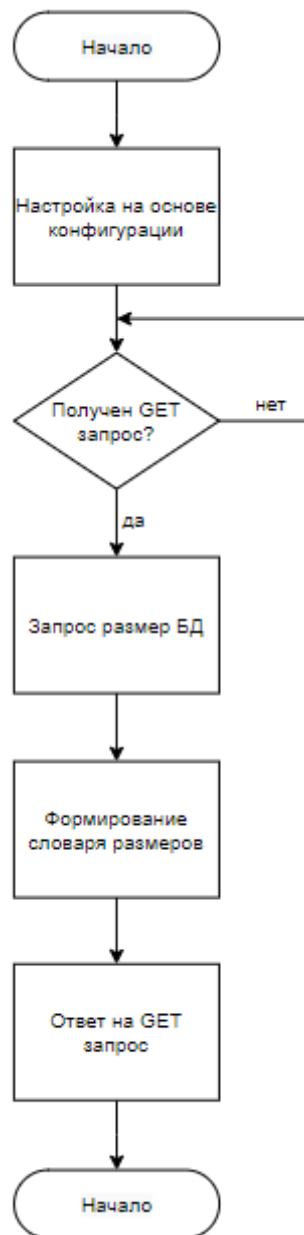 Начало
Настройка на основе
конфигурации
Получен GET
запрос?
нет
да
Запрос размер БД
Формирование
словаря размеров
Ответ на GET
запрос
Начало